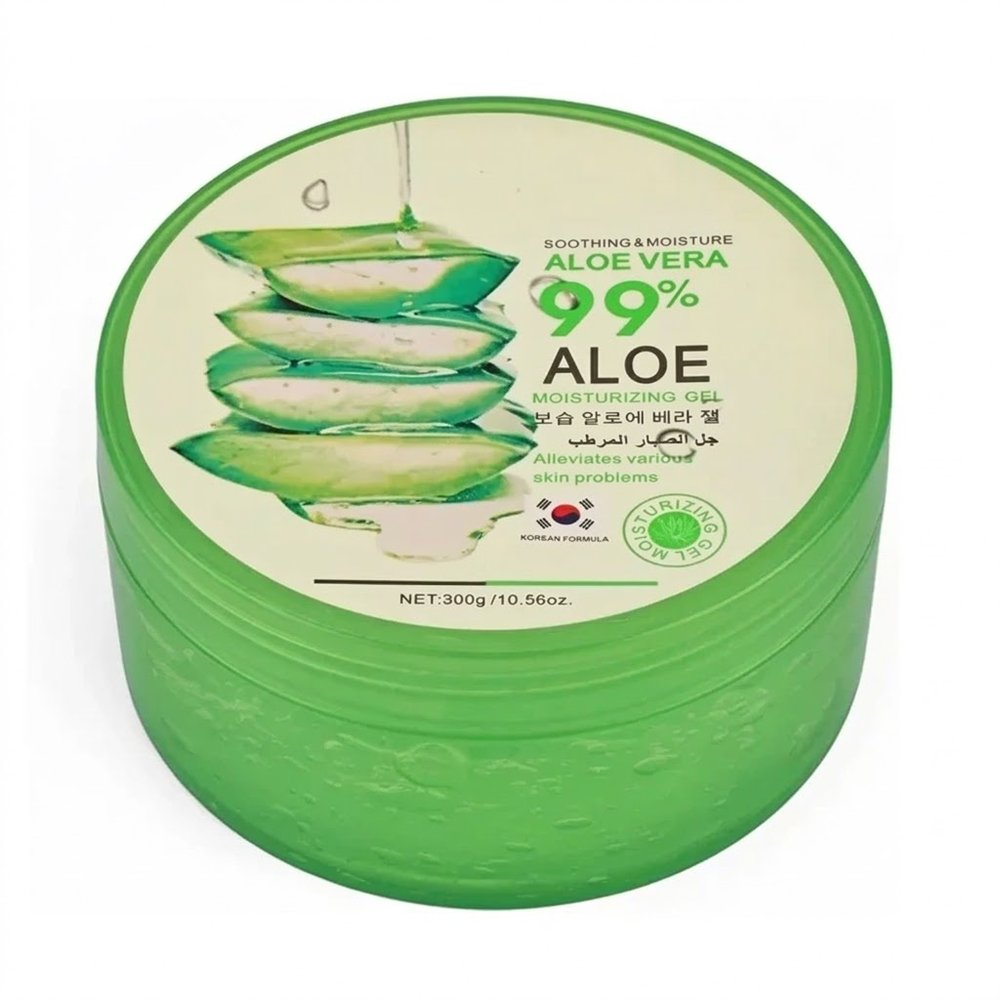 SOOTHING & MOISTURE
ALOE VERA
99%
ALOE
MOISTURIZING GEL
보습 알로에 베라 젤
جل الصبار المرطب
Alleviates various
skin problems
KOREAN FORMULA
MOISTURIZING GEL
NET:300g /10.56oz.